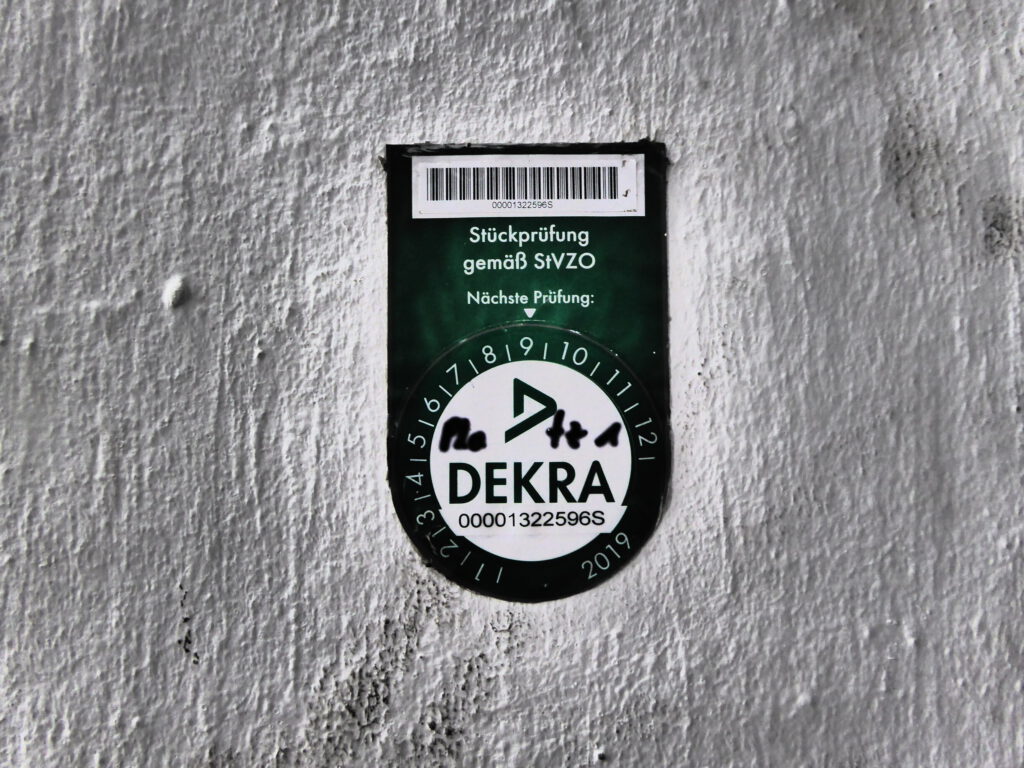 00001322596S
Stückprüfung
gemäß StVZO
Nächste Prüfung:
1 2 3 4 5 6 7 8 9 10 11 12
DEKRA
00001322596S
2019